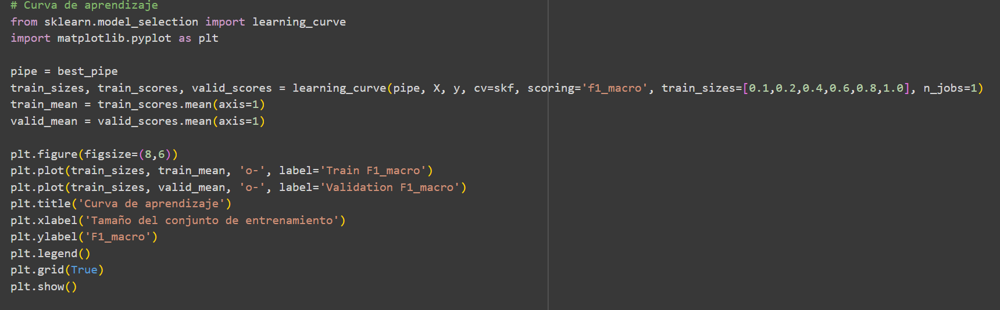 # Curva de aprendizaje
from sklearn.model_selection import learning_curve
import matplotlib.pyplot as plt
pipe = best_pipe
train_sizes, train_scores, valid_scores = learning_curve(pipe, X, y, cv=skf, scoring='f1_macro', train_sizes=[0.1,0.2,0.4,0.6,0.8,1.0], n_jobs=1)
train_mean = train_scores.mean(axis=1)
valid_mean = valid_scores.mean(axis=1)
plt.figure(figsize=(8,6))
plt.plot(train_sizes, train_mean, 'o-', label='Train F1_macro')
plt.plot(train_sizes, valid_mean, 'o-', label='Validation F1_macro')
plt.title('Curva de aprendizaje')
plt.xlabel('Tamaño del conjunto de entrenamiento')
plt.ylabel('F1_macro')
plt.legend()
plt.grid(True)
plt.show()